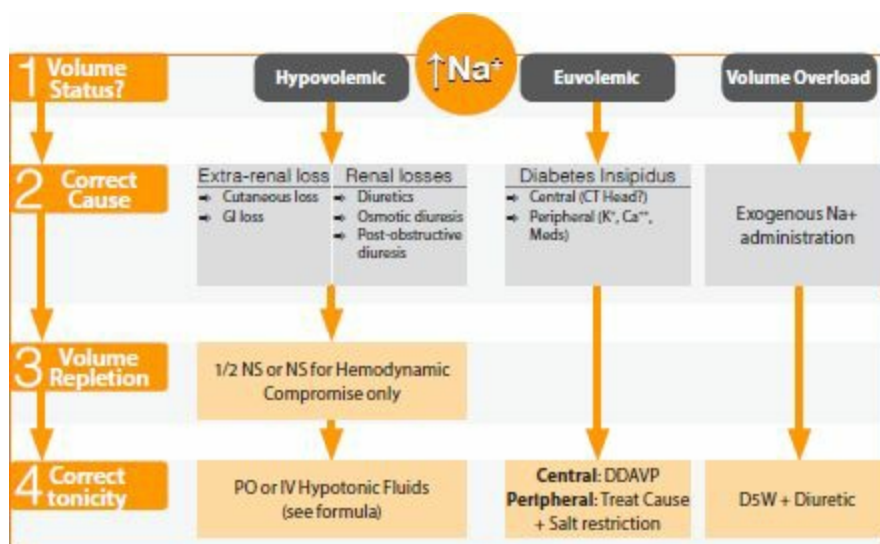 1 Volume
Status?
Hypovolemic
↑Na⁺
Euvolemic
Volume Overload
2 Correct
Cause
Extra-renal loss
➔ Cutaneous loss
➔ GI loss
Renal losses
➔ Diuretics
➔ Osmotic diuresis
➔ Post-obstructive
diuresis
Diabetes Insipidus
➔ Central (CT Head?)
➔ Peripheral (K⁺, Ca⁺⁺,
Meds)
Exogenous Na+
administration
3 Volume
Repletion
1/2 NS or NS for Hemodynamic
Compromise only
4 Correct
tonicity
PO or IV Hypotonic Fluids
(see formula)
Central: DDAVP
Peripheral: Treat Cause
+ Salt restriction
D5W + Diuretic